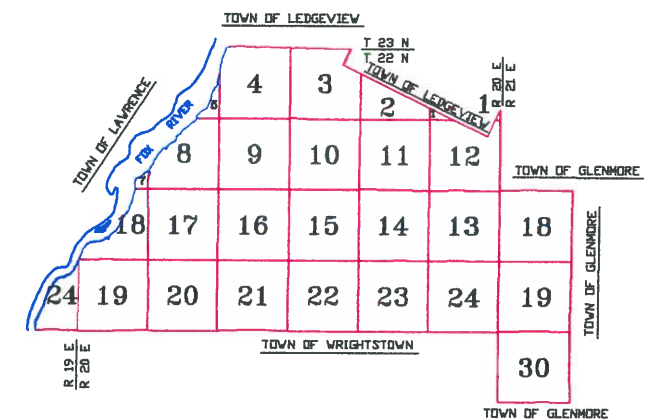 TOWN OF LEDGEVIEW
T 23 N
T 22 N
R 20 E
R 21 E
TOWN OF LEDGEVIEW
TOWN OF LAWRENCE
FOX RIVER
4 3 2 1 1
5
8 9 10 11 12
TOWN OF GLENMORE
7
18 17 16 15 14 13 18
TOWN OF GLENMORE
24 19 20 21 22 23 24 19
R 19 E
R 20 E
TOWN OF WRIGHTSTOWN
30
TOWN OF GLENMORE